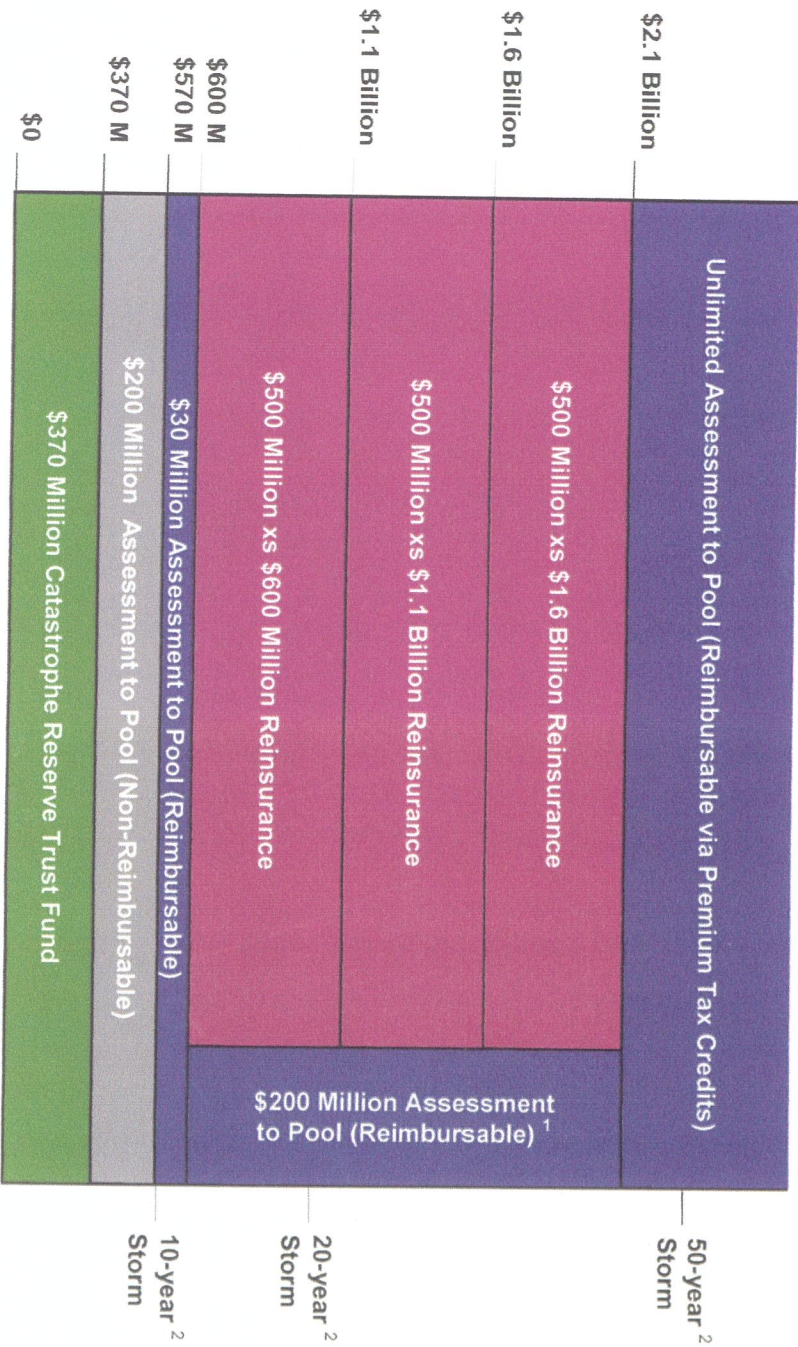 $2.1 Billion
$1.6 Billion
$1.1 Billion
$600 M
$570 M
$370 M
$0
Unlimited Assessment to Pool (Reimbursable via Premium Tax Credits)
$500 Million xs $1.6 Billion Reinsurance
$500 Million xs $1.1 Billion Reinsurance
$500 Million xs $600 Million Reinsurance
$200 Million Assessment
to Pool (Reimbursable) 1
$30 Million Assessment to Pool (Reimbursable)
$200 Million Assessment to Pool (Non-Reimbursable)
$370 Million Catastrophe Reserve Trust Fund
50-year 2
Storm
20-year 2
Storm
10-year 2
Storm